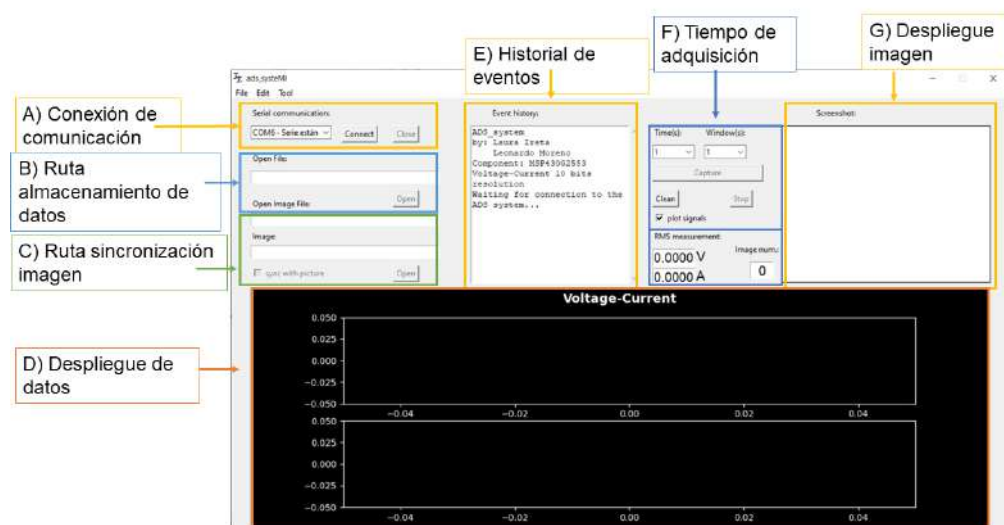 G) Despliegue
imagen
F) Tiempo de
adquisición
E) Historial de
eventos
A) Conexión de
comunicación
B) Ruta
almacenamiento de
datos
C) Ruta sincronización
imagen
D) Despliegue de
datos
ads_systeMI
File Edit Tool
Serial communication:
COM6 - Serie están
Connect
Close
Open File:
Open
Open Image File:
Image
sync with picture
Open
Event history:
ADS_system
by: Laura Ireta
Leonardo Moreno
Component: MSP430G2553
Voltage-Current 10 bits
resolution
Waiting for connection to the
ADS system...
Time(s): Window(s):
1 1
Capture
Clean Stop
plot signals
RMS measurement:
0.0000 V
0.0000 A
Image num.:
0
Screenshot:
Voltage-Current
0.050
0.025
0.000
−0.025
−0.050
−0.04 −0.02 0.00 0.02 0.04
0.050
0.025
0.000
−0.025
−0.050
−0.04 −0.02 0.00 0.02 0.04